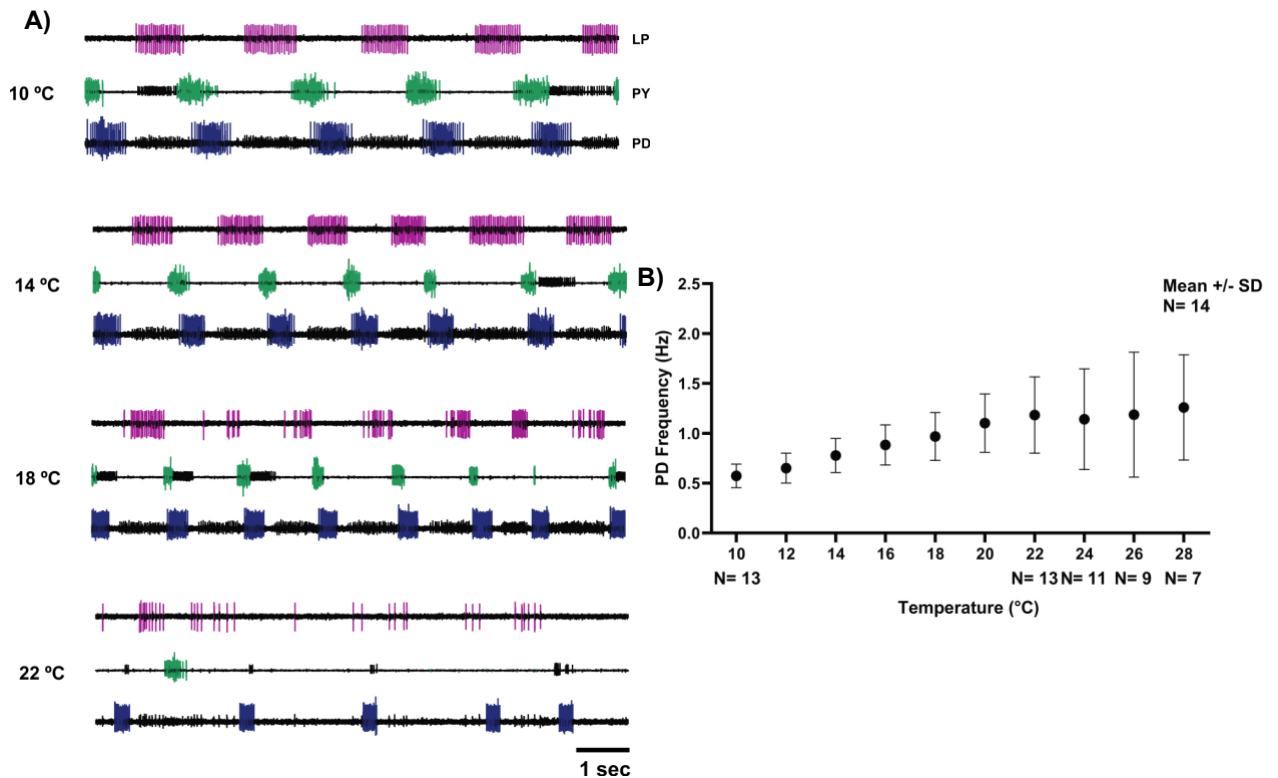 A)
LP
10 ºC
PY
PD
14 ºC
18 ºC
22 ºC
1 sec
B)
Mean +/- SD
N= 14
PD Frequency (Hz)
2.5
2.0
1.5
1.0
0.5
0.0
10 12 14 16 18 20 22 24 26 28
N= 13 N= 13 N= 11 N= 9 N= 7
Temperature (°C)